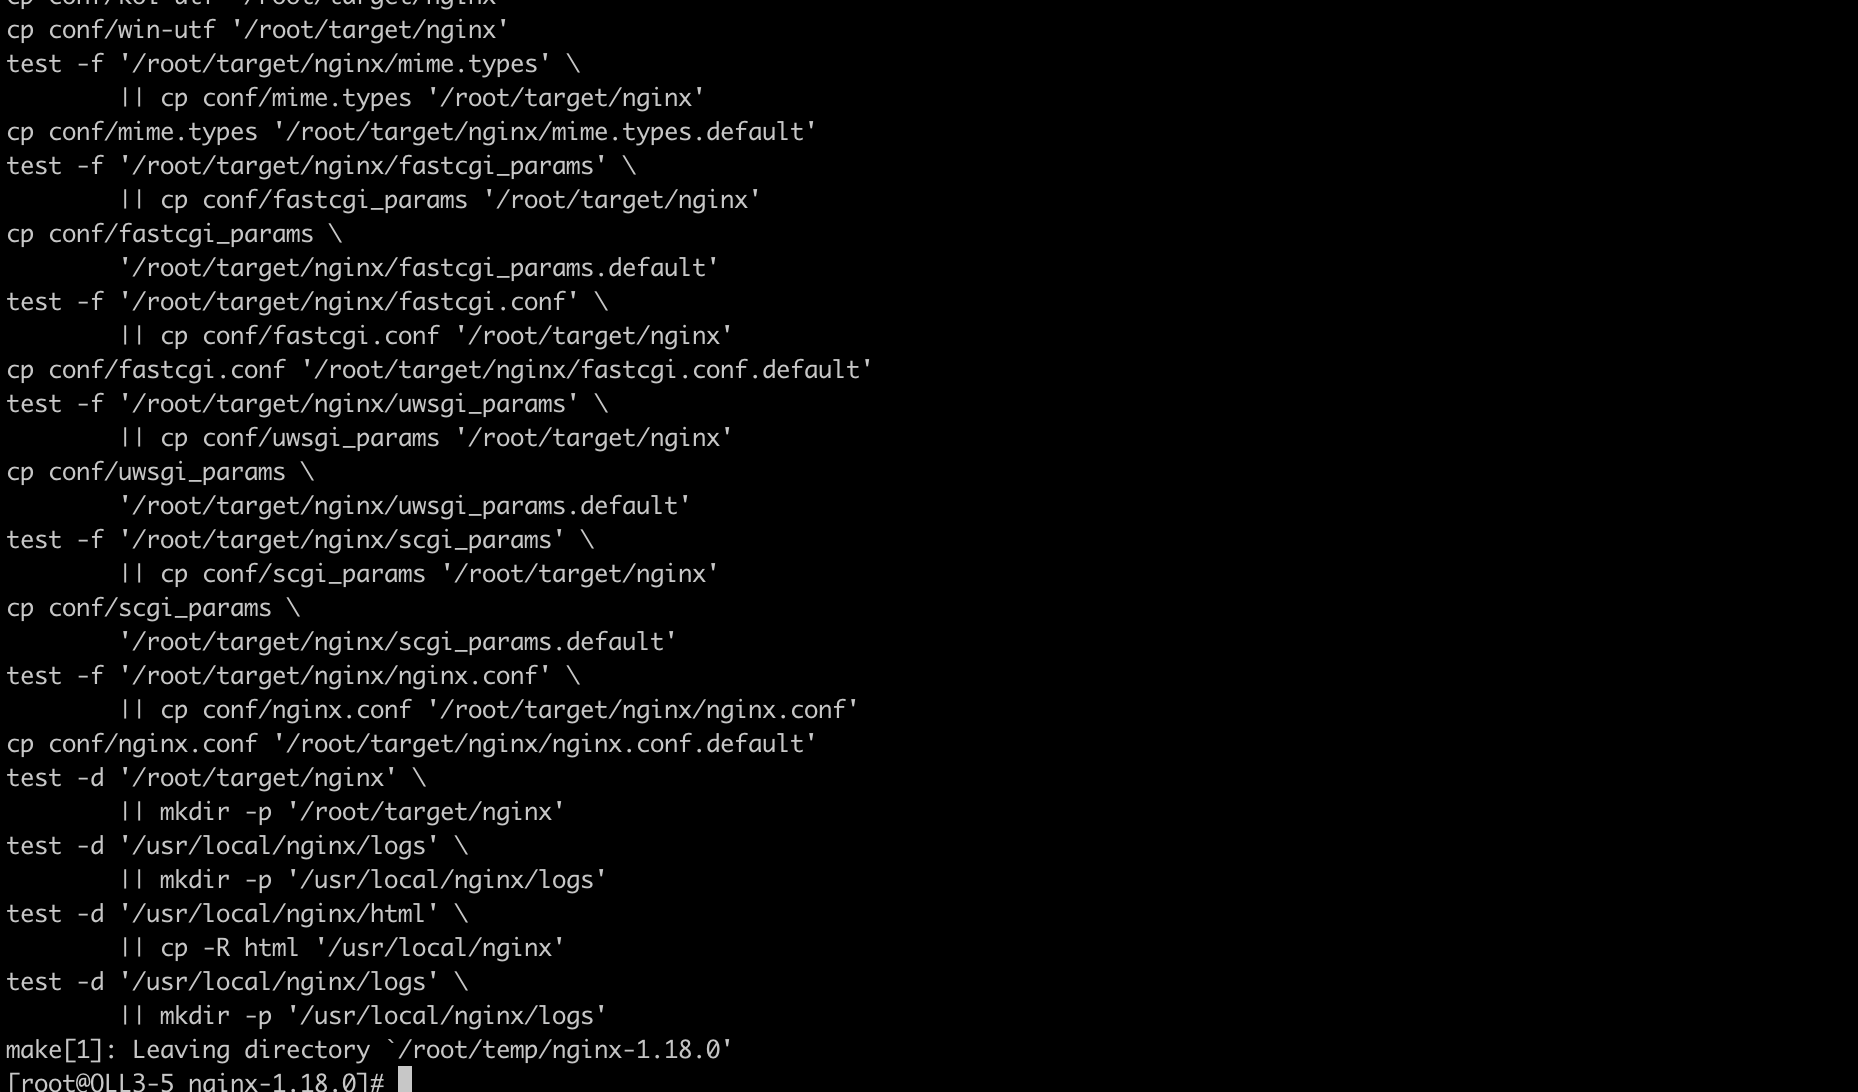 cp conf/koi-utf '/root/target/nginx'
cp conf/win-utf '/root/target/nginx'
test -f '/root/target/nginx/mime.types' \
        || cp conf/mime.types '/root/target/nginx'
cp conf/mime.types '/root/target/nginx/mime.types.default'
test -f '/root/target/nginx/fastcgi_params' \
        || cp conf/fastcgi_params '/root/target/nginx'
cp conf/fastcgi_params \
        '/root/target/nginx/fastcgi_params.default'
test -f '/root/target/nginx/fastcgi.conf' \
        || cp conf/fastcgi.conf '/root/target/nginx'
cp conf/fastcgi.conf '/root/target/nginx/fastcgi.conf.default'
test -f '/root/target/nginx/uwsgi_params' \
        || cp conf/uwsgi_params '/root/target/nginx'
cp conf/uwsgi_params \
        '/root/target/nginx/uwsgi_params.default'
test -f '/root/target/nginx/scgi_params' \
        || cp conf/scgi_params '/root/target/nginx'
cp conf/scgi_params \
        '/root/target/nginx/scgi_params.default'
test -f '/root/target/nginx/nginx.conf' \
        || cp conf/nginx.conf '/root/target/nginx/nginx.conf'
cp conf/nginx.conf '/root/target/nginx/nginx.conf.default'
test -d '/root/target/nginx' \
        || mkdir -p '/root/target/nginx'
test -d '/usr/local/nginx/logs' \
        || mkdir -p '/usr/local/nginx/logs'
test -d '/usr/local/nginx/html' \
        || cp -R html '/usr/local/nginx'
test -d '/usr/local/nginx/logs' \
        || mkdir -p '/usr/local/nginx/logs'
make[1]: Leaving directory `/root/temp/nginx-1.18.0'
[root@OLL3-5 nginx-1.18.0]#